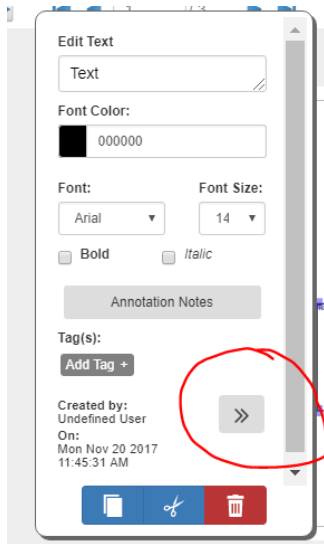 Edit Text
Text
Font Color:
000000
Font: Font Size:
Arial 14
Bold Italic
Annotation Notes
Tag(s):
Add Tag +
Created by:
Undefined User
On:
Mon Nov 20 2017
11:45:31 AM